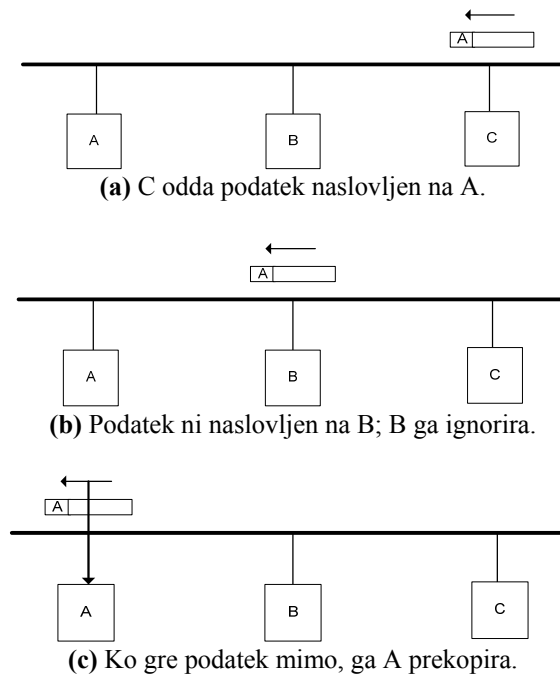 A
A B C
(a) C odda podatek naslovljen na A.
A
A B C
(b) Podatek ni naslovljen na B; B ga ignorira.
A
A B C
(c) Ko gre podatek mimo, ga A prekopira.